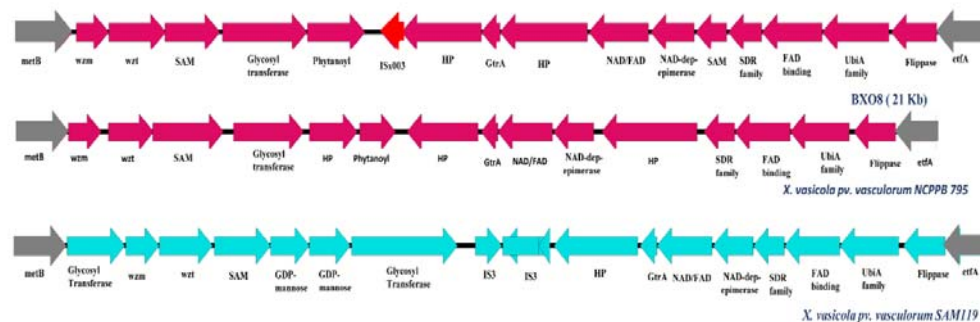 metB wzm wzt SAM Glycosyl transferase Phytanoyl ISx003 HP GtrA HP NAD/FAD NAD-dep-epimerase SAM SDR family FAD binding UbiA family Flippase etfA
BXO8 ( 21 Kb)
metB wzm wzt SAM Glycosyl transferase HP Phytanoyl HP GtrA NAD/FAD NAD-dep-epimerase HP SDR family FAD binding UbiA family Flippase etfA
X. vasicola pv. vasculorum NCPPB 795
metB Glycosyl Transferase wzm wzt SAM GDP-mannose GDP-mannose Glycosyl Transferase IS3 IS3 HP GtrA NAD/FAD NAD-dep-epimerase SDR family FAD binding UbiA family Flippase etfA
X. vasicola pv. vasculorum SAM119